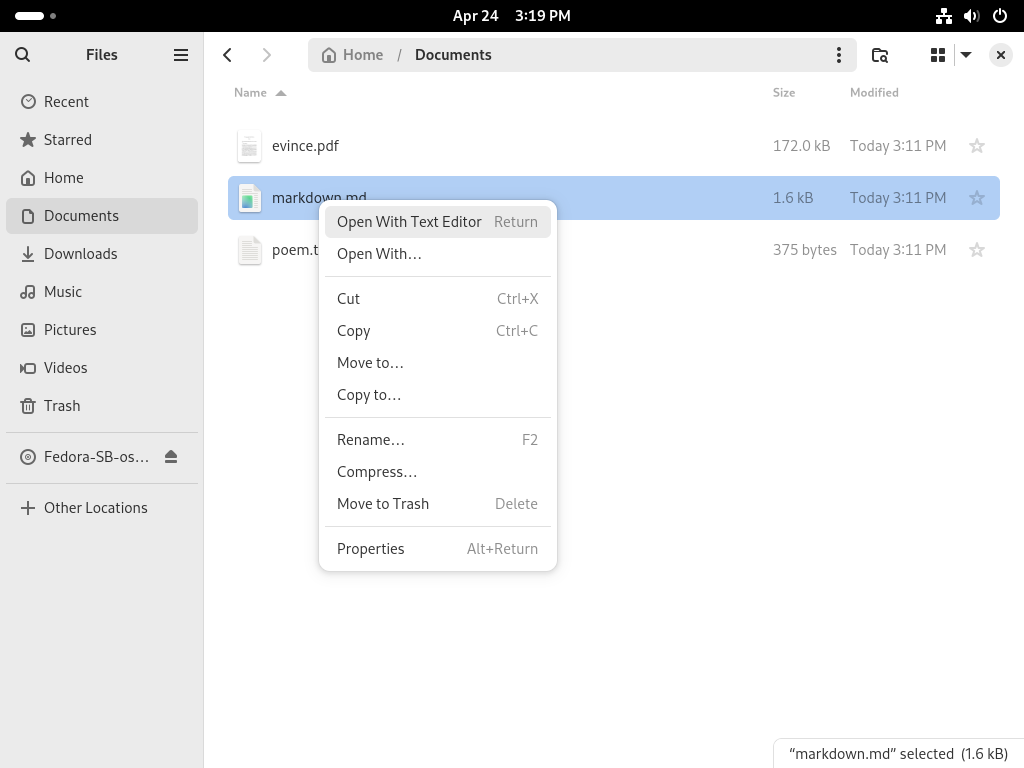 Apr 24 3:19 PM
Files
Home / Documents
Name Size Modified
Recent
Starred
Home
Documents
Downloads
Music
Pictures
Videos
Trash
Fedora-SB-os…
Other Locations
evince.pdf 172.0 kB Today 3:11 PM
markdown.md 1.6 kB Today 3:11 PM
375 bytes Today 3:11 PM
Open With Text Editor Return
Open With…
Cut Ctrl+X
Copy Ctrl+C
Move to…
Copy to…
Rename… F2
Compress…
Move to Trash Delete
Properties Alt+Return
“markdown.md” selected (1.6 kB)